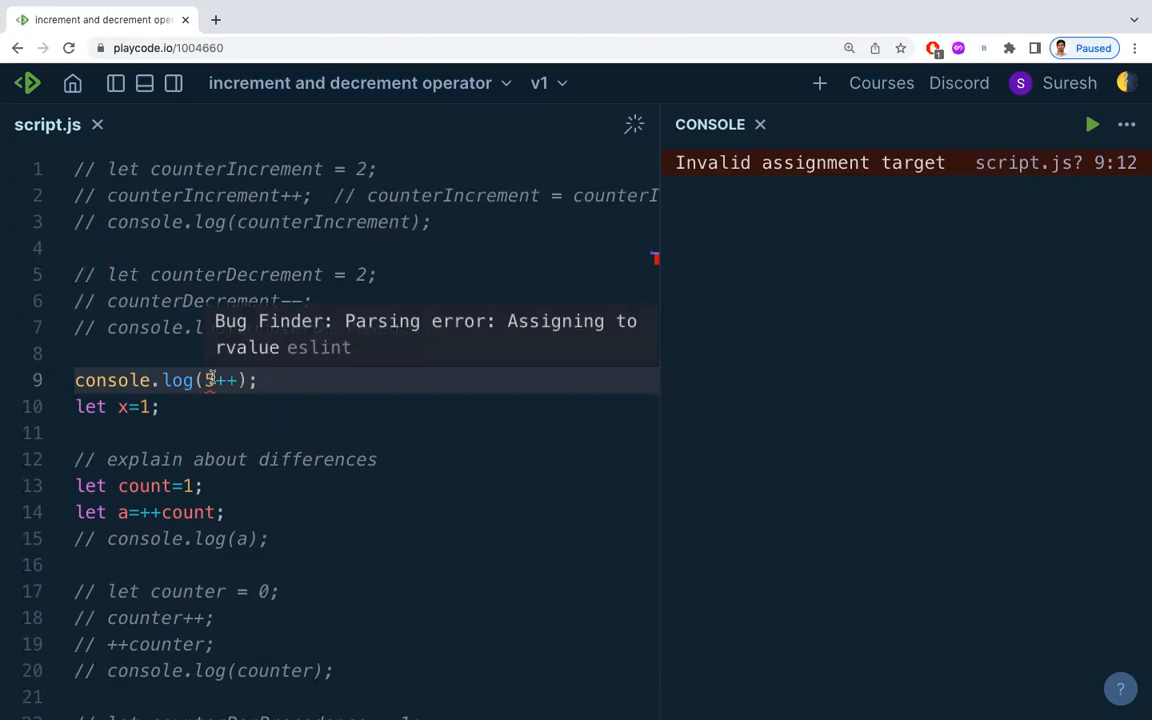 increment and decrement oper
playcode.io/1004660
1
Paused
increment and decrement operator
v1
Courses
Discord
S
Suresh
script.js
CONSOLE
Invalid assignment target script.js? 9:12
1 // let counterIncrement = 2;
2 // counterIncrement++; // counterIncrement = counterI
3 // console.log(counterIncrement);
4
5 // let counterDecrement = 2;
6 // counterDecrement--;
7 // console.l
Bug Finder: Parsing error: Assigning to
rvalue eslint
8
9 console.log(5++);
10 let x=1;
11
12 // explain about differences
13 let count=1;
14 let a=++count;
15 // console.log(a);
16
17 // let counter = 0;
18 // counter++;
19 // ++counter;
20 // console.log(counter);
21
?